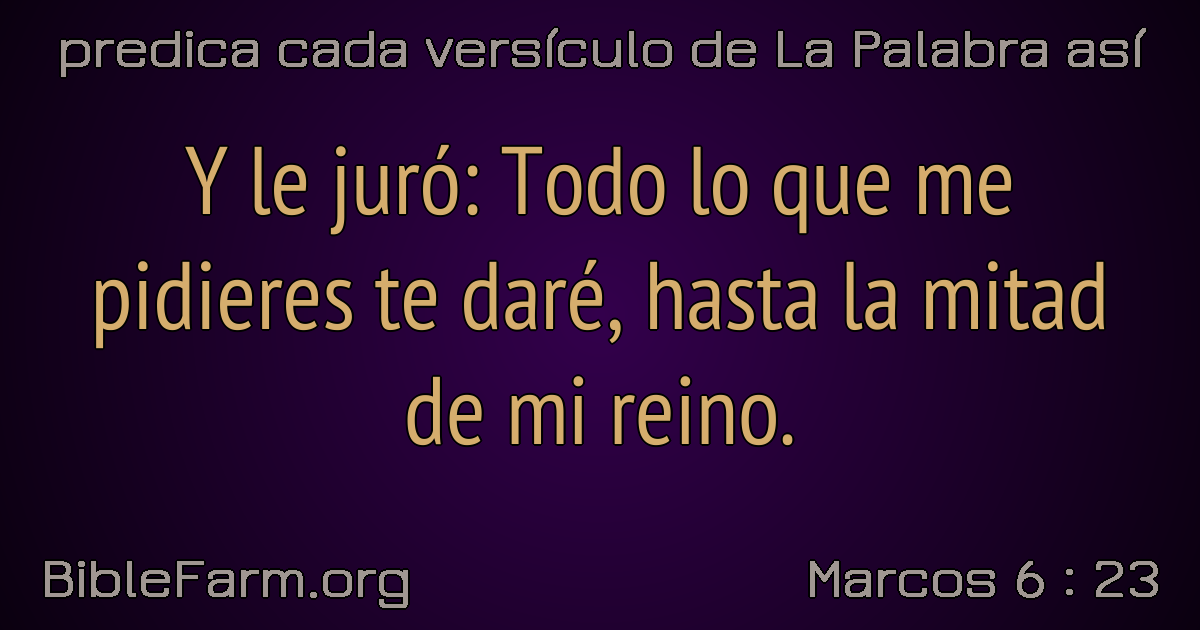 predica cada versículo de La Palabra así
Y le juró: Todo lo que me
pidieres te daré, hasta la mitad
de mi reino.
BibleFarm.org
Marcos 6 : 23